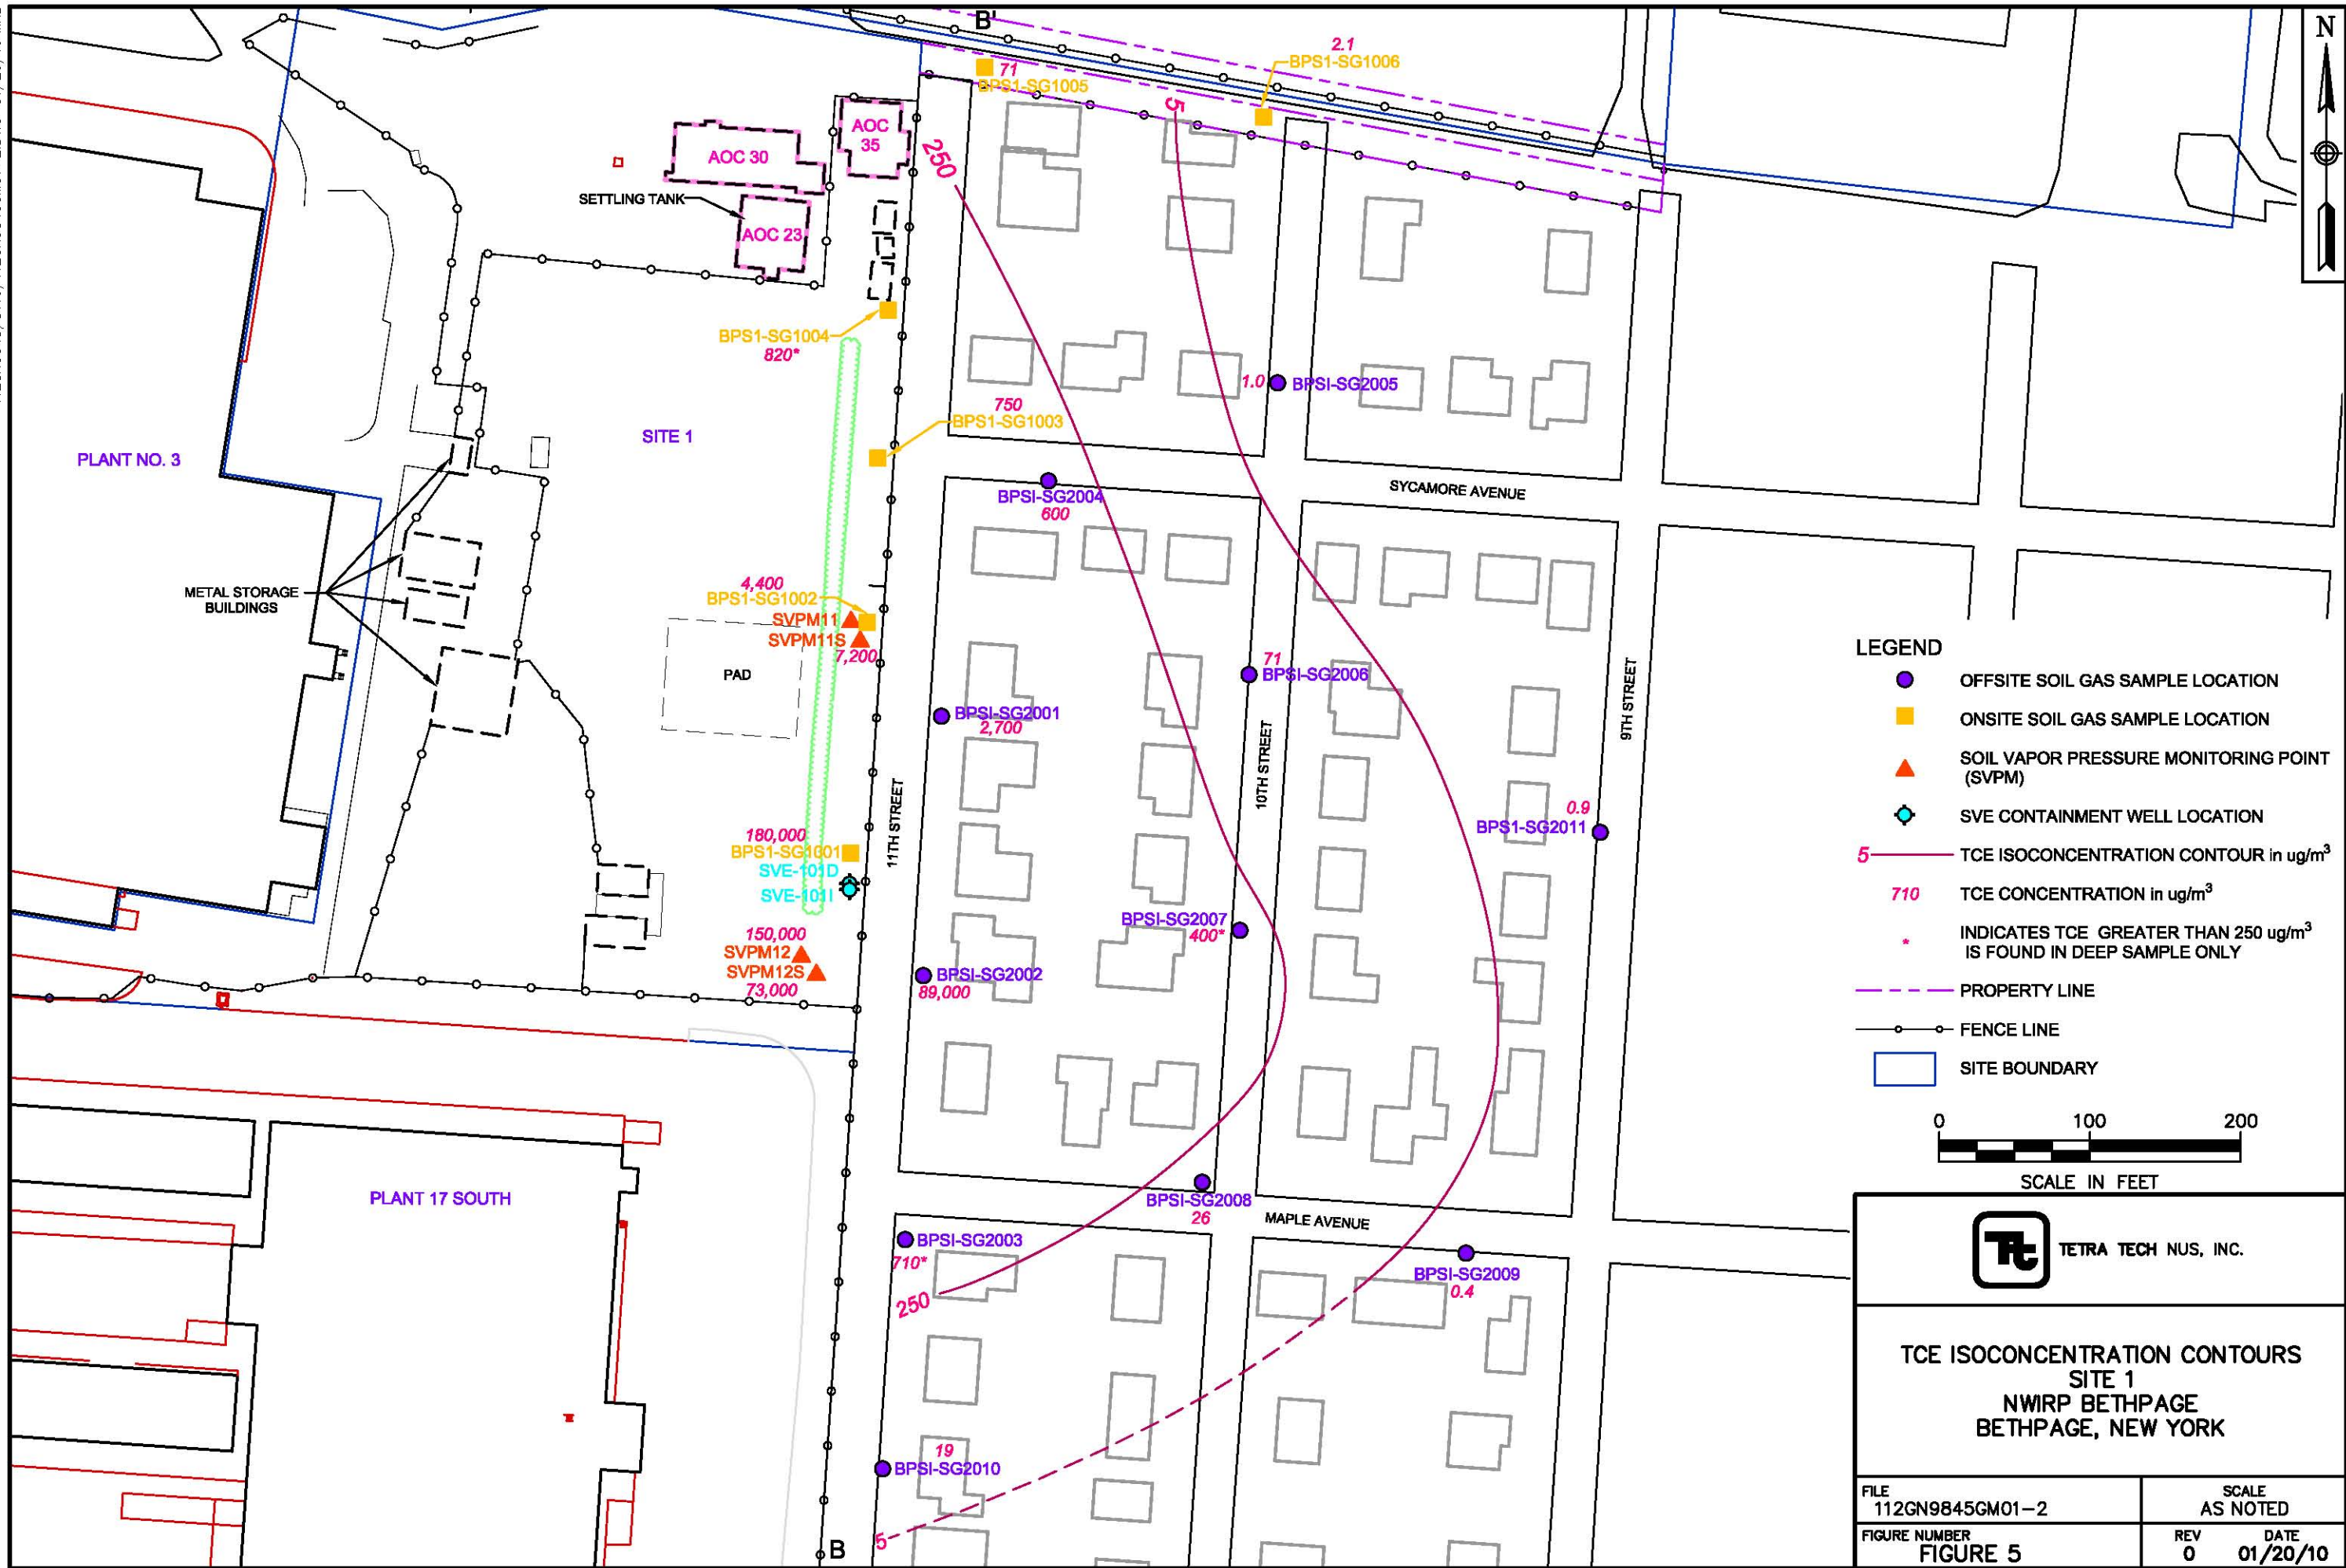 B'
N
2.1
BPS1-SG1006
71
BPS1-SG1005
5
AOC
35
AOC 30
250
SETTLING TANK
AOC 23
BPS1-SG1004
820*
1.0
BPSI-SG2005
750
BPS1-SG1003
SITE 1
PLANT NO. 3
BPSI-SG2004
600
SYCAMORE AVENUE
METAL STORAGE
BUILDINGS
4,400
BPS1-SG1002
SVPM11
SVPM11S
7,200
PAD
71
BPSI-SG2006
BPSI-SG2001
2,700
9TH STREET
10TH STREET
11TH STREET
0.9
BPS1-SG2011
180,000
BPS1-SG1001
SVE-101D
SVE-101I
BPSI-SG2007
400*
150,000
SVPM12
SVPM12S
73,000
BPSI-SG2002
89,000
PLANT 17 SOUTH
BPSI-SG2008
26
MAPLE AVENUE
BPSI-SG2003
710*
250
BPSI-SG2009
0.4
19
BPSI-SG2010
5
B
LEGEND
OFFSITE SOIL GAS SAMPLE LOCATION
ONSITE SOIL GAS SAMPLE LOCATION
SOIL VAPOR PRESSURE MONITORING POINT
(SVPM)
SVE CONTAINMENT WELL LOCATION
5 TCE ISOCONCENTRATION CONTOUR in ug/m³
710 TCE CONCENTRATION in ug/m³
* INDICATES TCE GREATER THAN 250 ug/m³
IS FOUND IN DEEP SAMPLE ONLY
PROPERTY LINE
FENCE LINE
SITE BOUNDARY
0 100 200
SCALE IN FEET
Tt TETRA TECH NUS, INC.
TCE ISOCONCENTRATION CONTOURS
SITE 1
NWIRP BETHPAGE
BETHPAGE, NEW YORK
FILE
112GN9845GM01-2
SCALE
AS NOTED
FIGURE NUMBER
FIGURE 5
REV
0
DATE
01/20/10